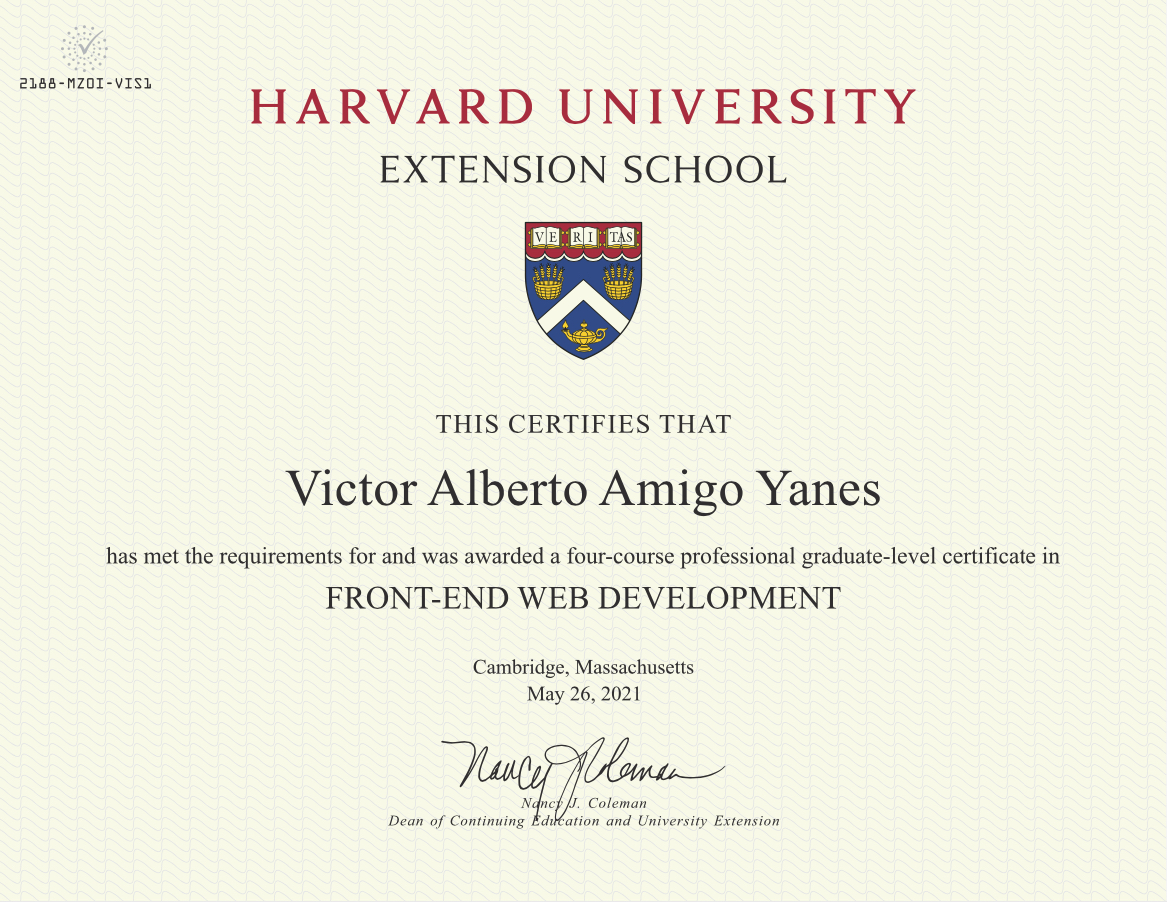 2188-MZOI-VIS1
HARVARD UNIVERSITY
EXTENSION SCHOOL
VE RI TAS
THIS CERTIFIES THAT
Victor Alberto Amigo Yanes
has met the requirements for and was awarded a four-course professional graduate-level certificate in
FRONT-END WEB DEVELOPMENT
Cambridge, Massachusetts
May 26, 2021
Nancy J Coleman
Nancy J. Coleman
Dean of Continuing Education and University Extension